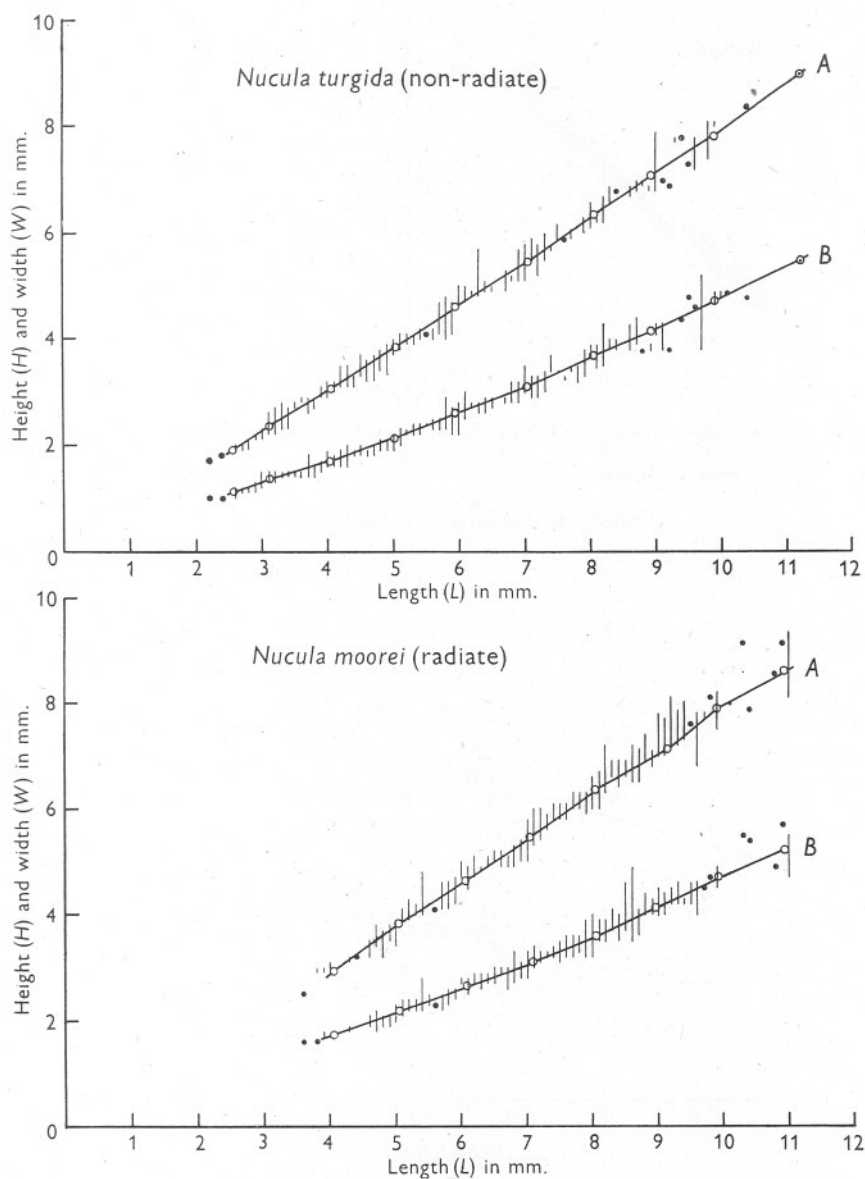 10
8
6
4
2
0
Height (H) and width (W) in mm.
Nucula turgida (non-radiate)
A
B
1 2 3 4 5 6 7 8 9 10 11 12
Length (L) in mm.
10
8
6
4
2
0
Height (H) and width (W) in mm.
Nucula moorei (radiate)
A
B
1 2 3 4 5 6 7 8 9 10 11 12
Length (L) in mm.